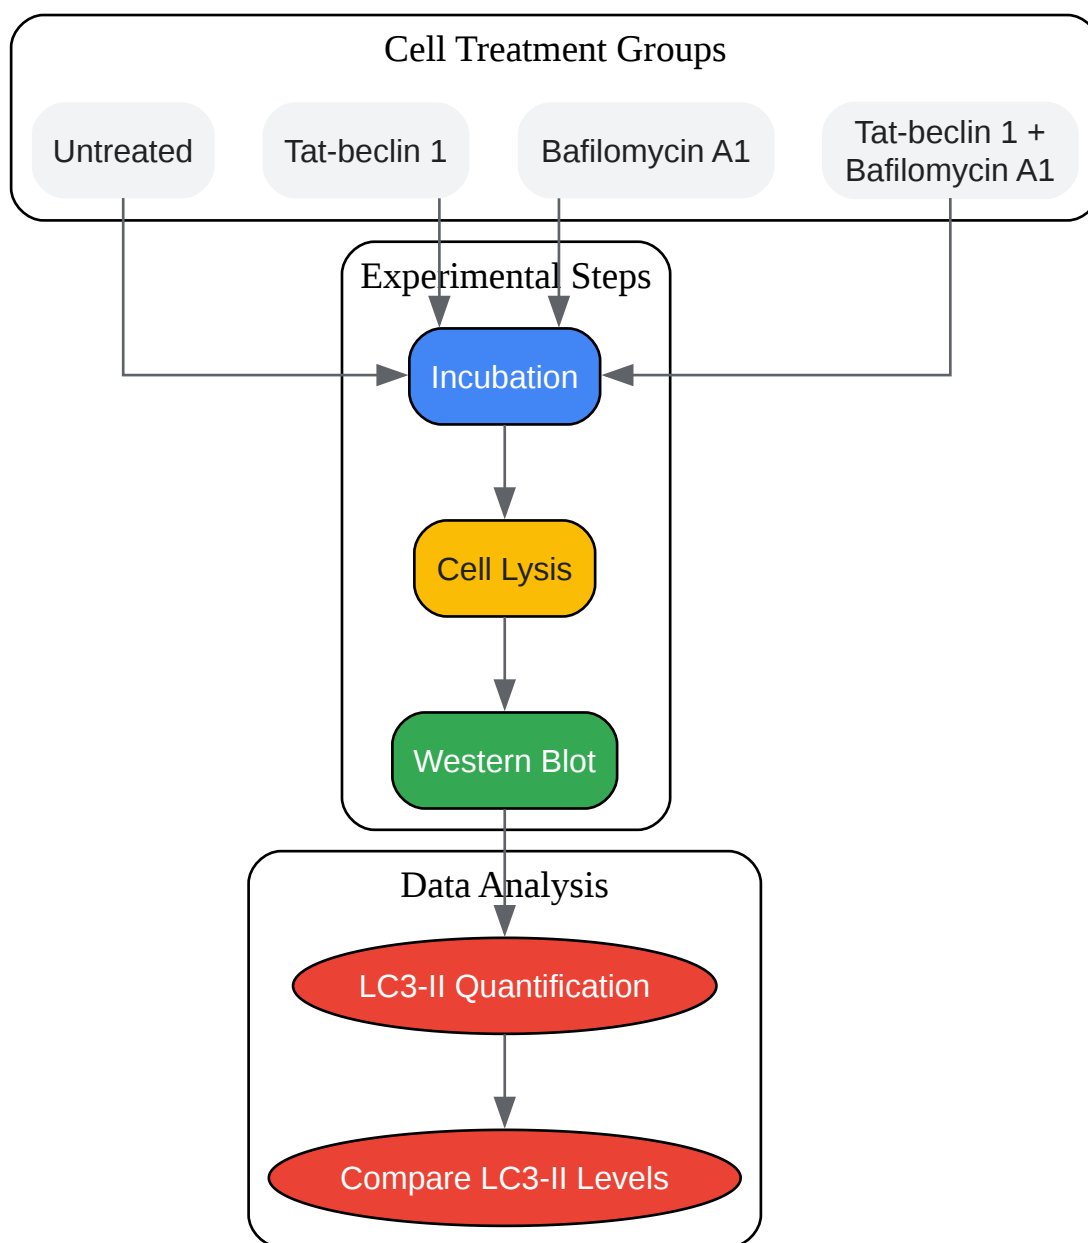 Cell Treatment Groups
Untreated
Tat-beclin 1
Bafilomycin A1
Tat-beclin 1 +
Bafilomycin A1
Experimental Steps
Incubation
Cell Lysis
Western Blot
Data Analysis
LC3-II Quantification
Compare LC3-II Levels